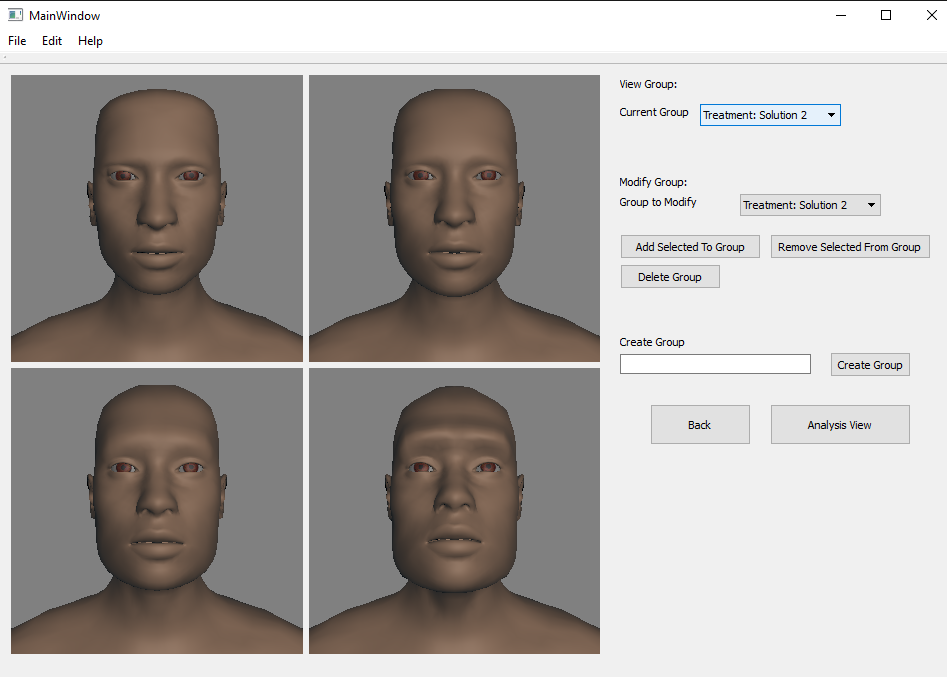 MainWindow
File Edit Help
View Group:
Current Group Treatment: Solution 2
Modify Group:
Group to Modify Treatment: Solution 2
Add Selected To Group Remove Selected From Group
Delete Group
Create Group
Create Group
Back Analysis View